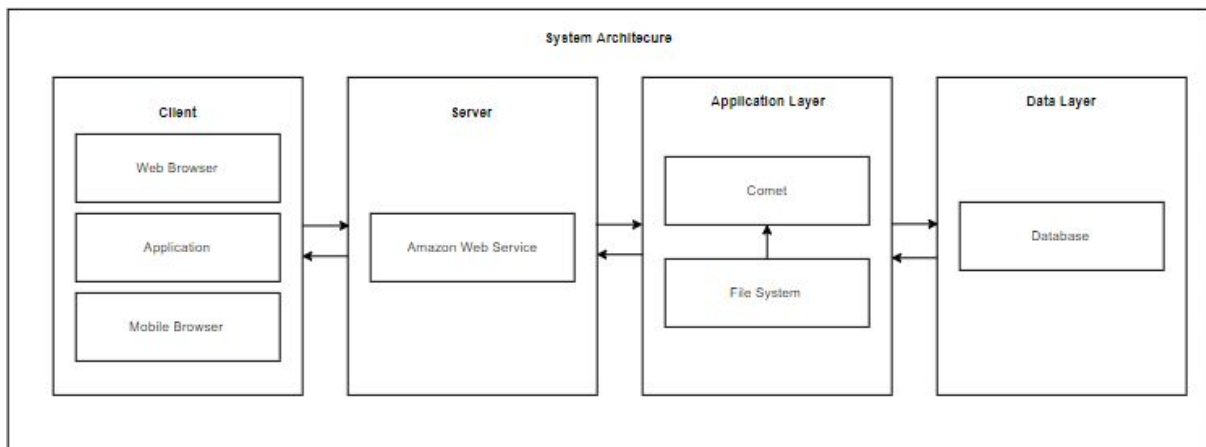 System Architecure
Client
Web Browser
Application
Mobile Browser
Server
Amazon Web Service
Application Layer
Comet
File System
Data Layer
Database